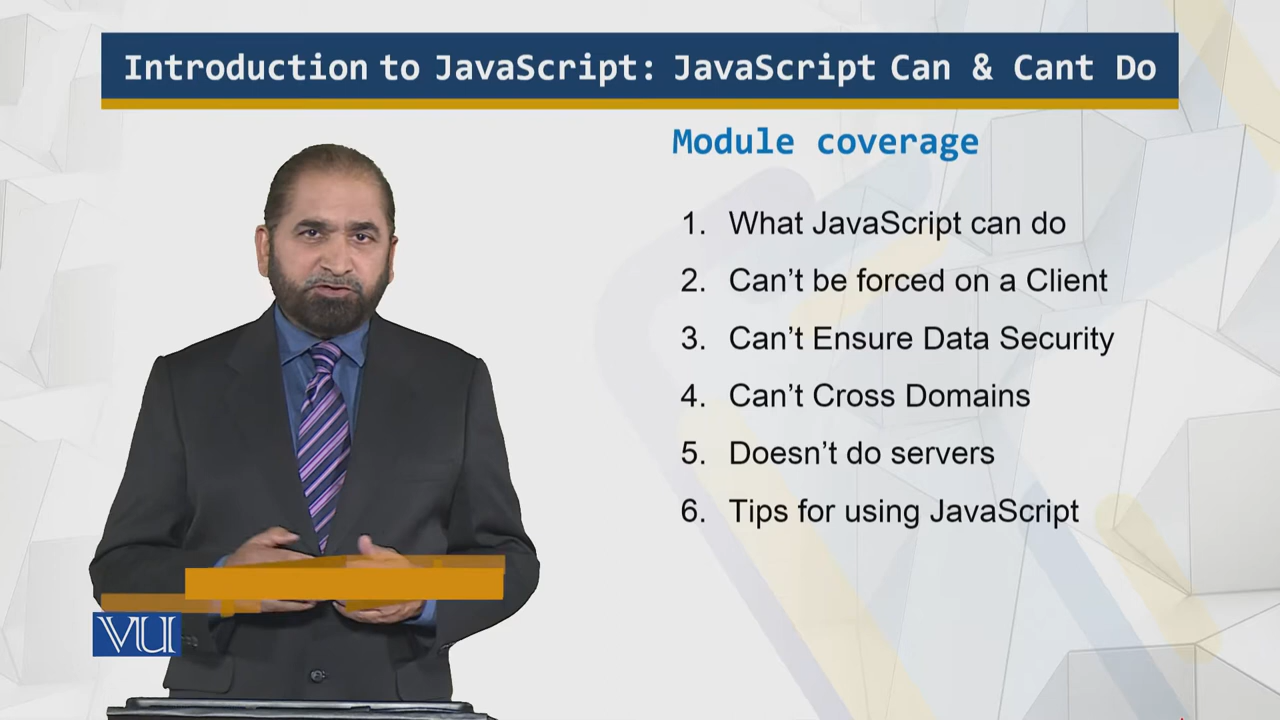 Introduction to JavaScript: JavaScript Can & Cant Do
Module coverage
1. What JavaScript can do
2. Can't be forced on a Client
3. Can't Ensure Data Security
4. Can't Cross Domains
5. Doesn't do servers
6. Tips for using JavaScript
VU